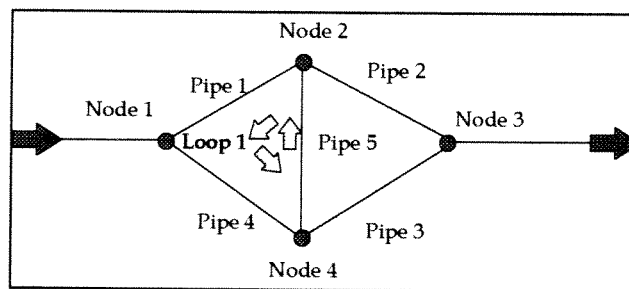 Node 2
Pipe 1
Pipe 2
Node 1
Node 3
Loop 1
Pipe 5
Pipe 4
Pipe 3
Node 4